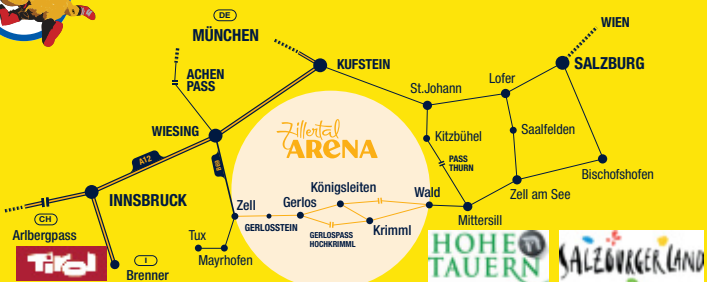 DE
MÜNCHEN
WIEN
ACHEN
PASS
KUFSTEIN
SALZBURG
St.Johann
Lofer
Zillertal
ARENA
WIESING
Kitzbühel
Saalfelden
A12
B169
PASS
THURN
Bischofshofen
INNSBRUCK
Königsleiten
Wald
Zell am See
Zell
Gerlos
GERLOSSTEIN
GERLOSPASS
HOCHKRIMML
Krimml
Mittersill
CH
Arlbergpass
Tux
Mayrhofen
Tirol
I
Brenner
HOHE
TAUERN
SALZBURGERLAND